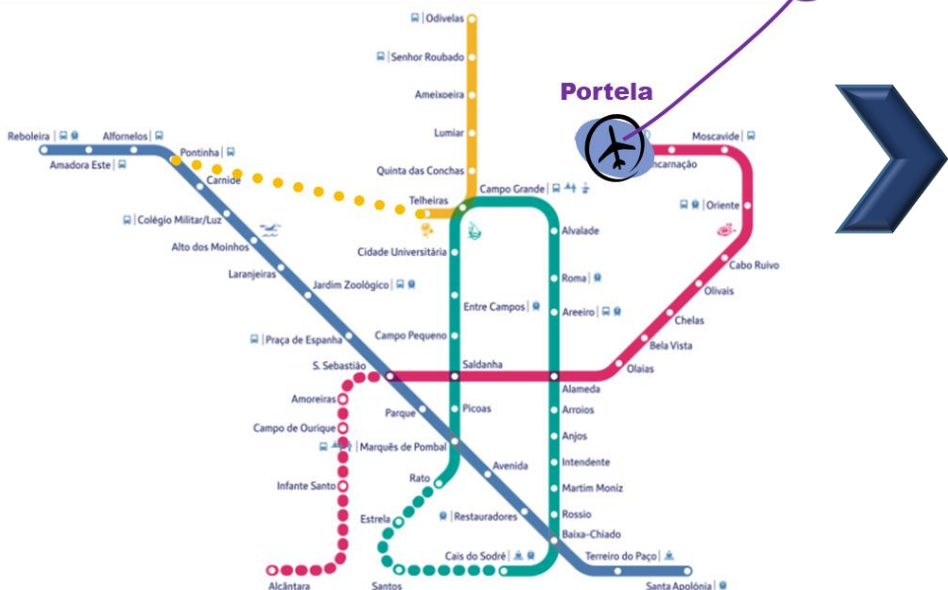 Odivelas
Senhor Roubado
Ameixoeira
Lumiar
Quinta das Conchas
Telheiras
Campo Grande
Portela
Moscavide
ncarnação
Oriente
Cabo Ruivo
Olivais
Chelas
Bela Vista
Olaias
Reboleira
Alfornelos
Amadora Este
Pontinha
Carnide
Colégio Militar/Luz
Alto dos Moinhos
Laranjeiras
Jardim Zoológico
Praça de Espanha
S. Sebastião
Cidade Universitária
Entre Campos
Campo Pequeno
Saldanha
Alvalade
Roma
Areeiro
Alameda
Arroios
Anjos
Intendente
Martim Moniz
Rossio
Baixa-Chiado
Amoreiras
Campo de Ourique
Infante Santo
Alcântara
Parque
Picoas
Marquês de Pombal
Avenida
Rato
Restauradores
Estrela
Santos
Cais do Sodré
Terreiro do Paço
Santa Apolónia